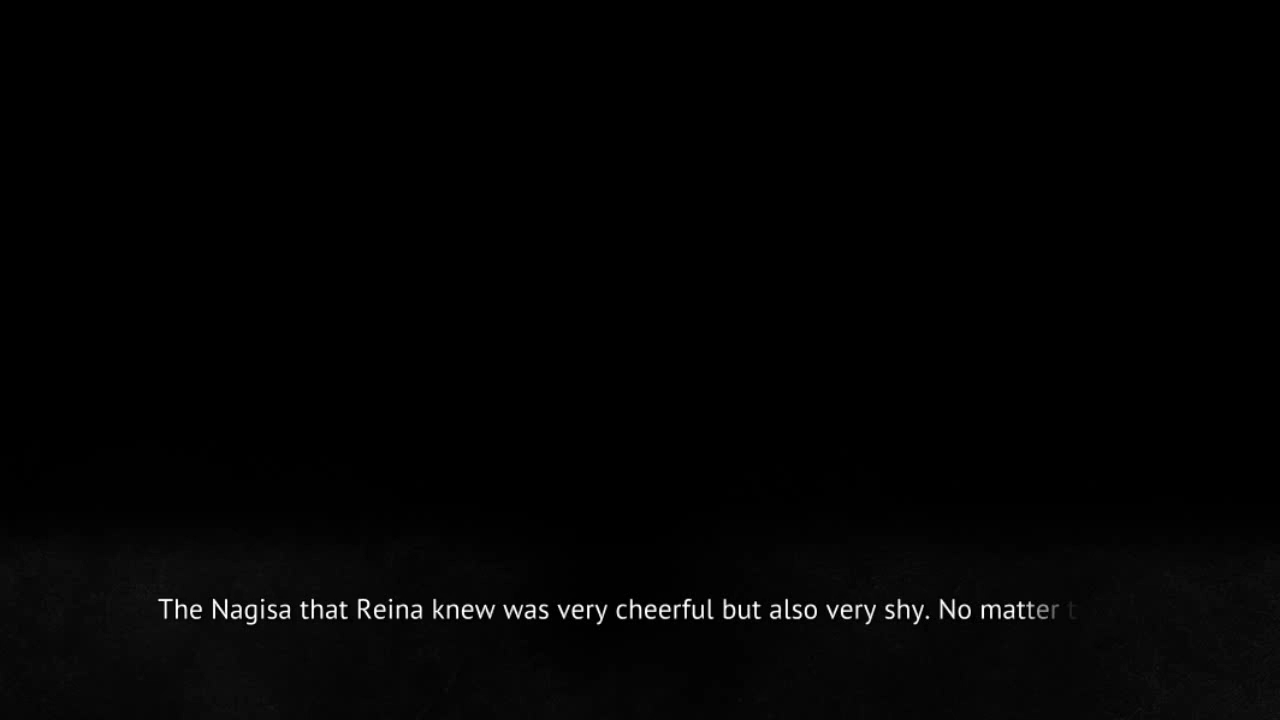 The Nagisa that Reina knew was very cheerful but also very shy. No matter t